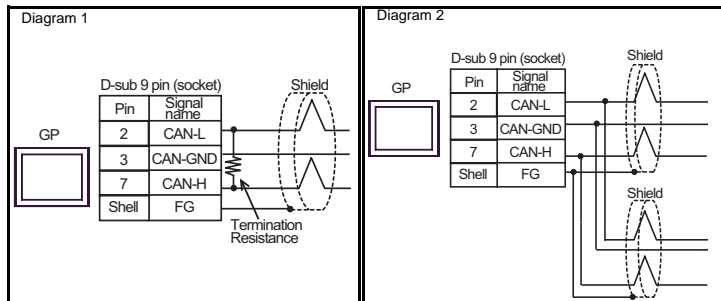 Diagram 1
D-sub 9 pin (socket)
Shield
Pin
Signal name
GP
2
CAN-L
3
CAN-GND
7
CAN-H
Shell
FG
Termination
Resistance
Diagram 2
D-sub 9 pin (socket)
Shield
GP
Pin
Signal name
2
CAN-L
3
CAN-GND
7
CAN-H
Shell
FG
Shield